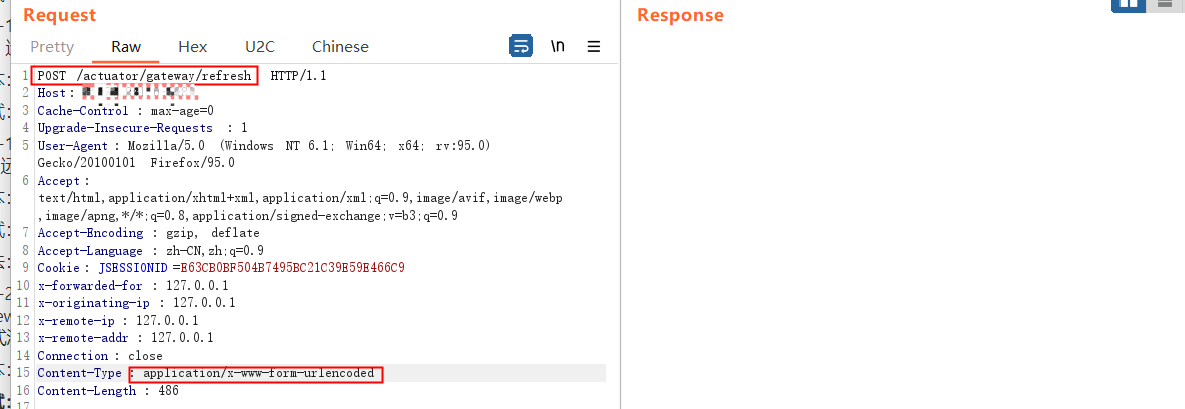 Request
Response
Pretty Raw Hex U2C Chinese \n
1 POST /actuator/gateway/refresh HTTP/1.1
2 Host :
3 Cache-Control : max-age=0
4 Upgrade-Insecure-Requests : 1
5 User-Agent : Mozilla/5.0 (Windows NT 6.1; Win64; x64; rv:95.0)
Gecko/20100101 Firefox/95.0
6 Accept :
text/html,application/xhtml+xml,application/xml;q=0.9,image/avif,image/webp
,image/apng,*/*;q=0.8,application/signed-exchange;v=b3;q=0.9
7 Accept-Encoding : gzip, deflate
8 Accept-Language : zh-CN,zh;q=0.9
9 Cookie : JSESSIONID =E63CB0BF504B7495BC21C39E59E466C9
10 x-forwarded-for : 127.0.0.1
11 x-originating-ip : 127.0.0.1
12 x-remote-ip : 127.0.0.1
13 x-remote-addr : 127.0.0.1
14 Connection : close
15 Content-Type : application/x-www-form-urlencoded
16 Content-Length : 486
17